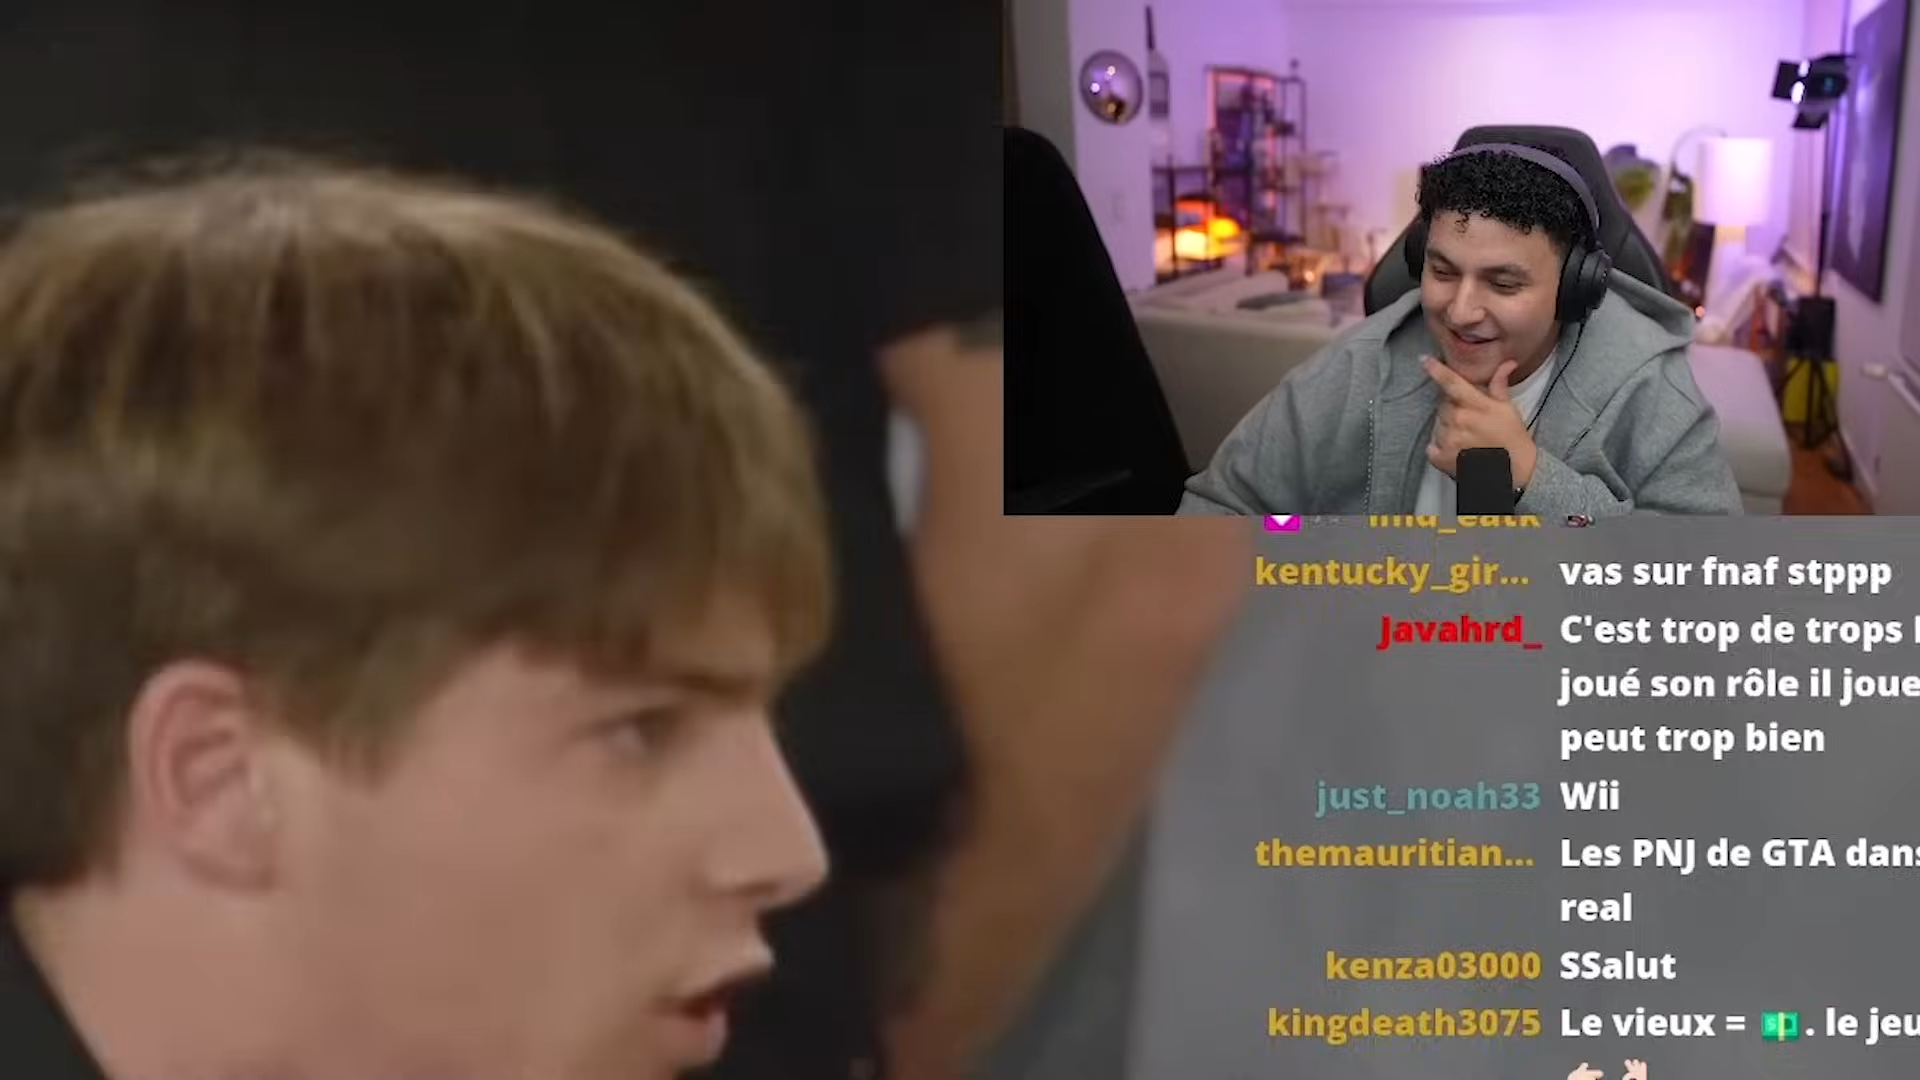 kentucky_gir... vas sur fnaf stppp
Javahrd_ C'est trop de trops
joué son rôle il joue
peut trop bien
just_noah33 Wii
themauritian... Les PNJ de GTA dans
real
kenza03000 SSalut
kingdeath3075 Le vieux = 💵. le jeu